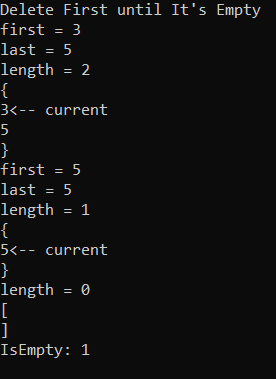 Delete First until It's Empty
first = 3
last = 5
length = 2
{
3<-- current
5
}
first = 5
last = 5
length = 1
{
5<-- current
}
length = 0
[
]
IsEmpty: 1